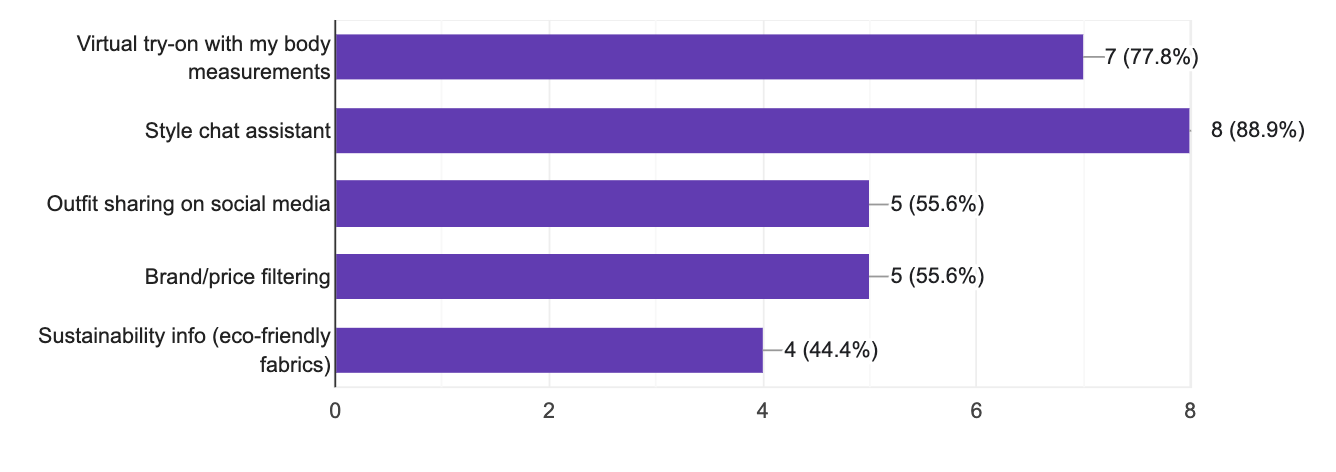 Virtual try-on with my body
measurements
7 (77.8%)
Style chat assistant
8 (88.9%)
Outfit sharing on social media
5 (55.6%)
Brand/price filtering
5 (55.6%)
Sustainability info (eco-friendly
fabrics)
4 (44.4%)
0 2 4 6 8